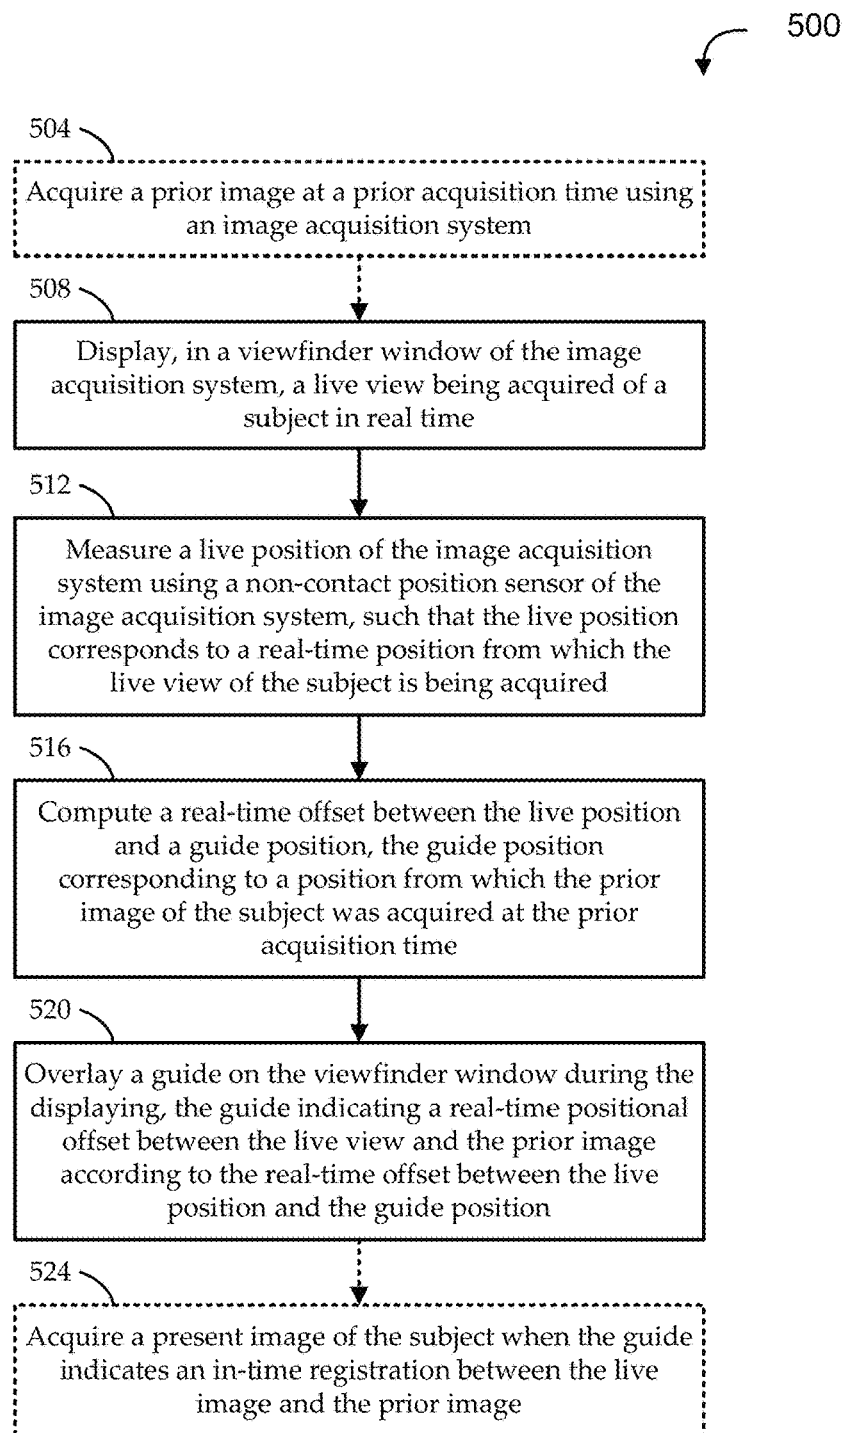 500
504
Acquire a prior image at a prior acquisition time using
an image acquisition system
508
Display, in a viewfinder window of the image
acquisition system, a live view being acquired of a
subject in real time
512
Measure a live position of the image acquisition
system using a non-contact position sensor of the
image acquisition system, such that the live position
corresponds to a real-time position from which the
live view of the subject is being acquired
516
Compute a real-time offset between the live position
and a guide position, the guide position
corresponding to a position from which the prior
image of the subject was acquired at the prior
acquisition time
520
Overlay a guide on the viewfinder window during the
displaying, the guide indicating a real-time positional
offset between the live view and the prior image
according to the real-time offset between the live
position and the guide position
524
Acquire a present image of the subject when the guide
indicates an in-time registration between the live
image and the prior image